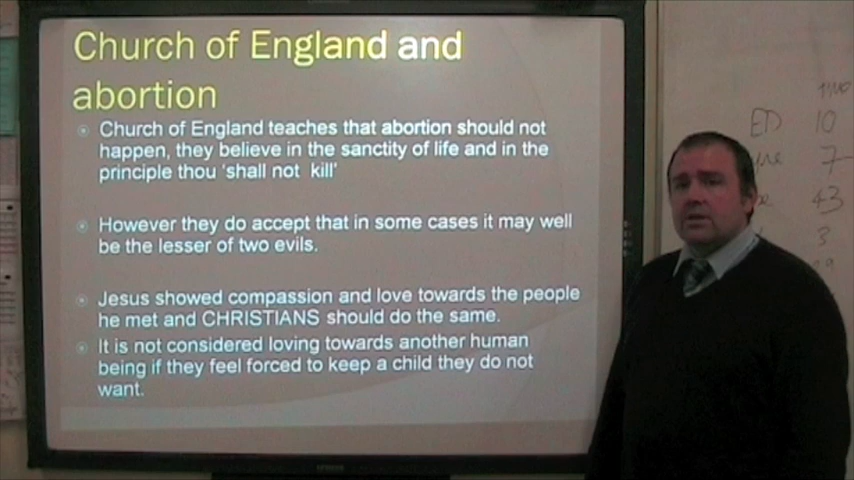 Church of England and
abortion
Church of England teaches that abortion should not
happen, they believe in the sanctity of life and in the
principle thou 'shall not kill'
However they do accept that in some cases it may well
be the lesser of two evils.
Jesus showed compassion and love towards the people
he met and CHRISTIANS should do the same.
It is not considered loving towards another human
being if they feel forced to keep a child they do not
want.
ED 10
7
43
3